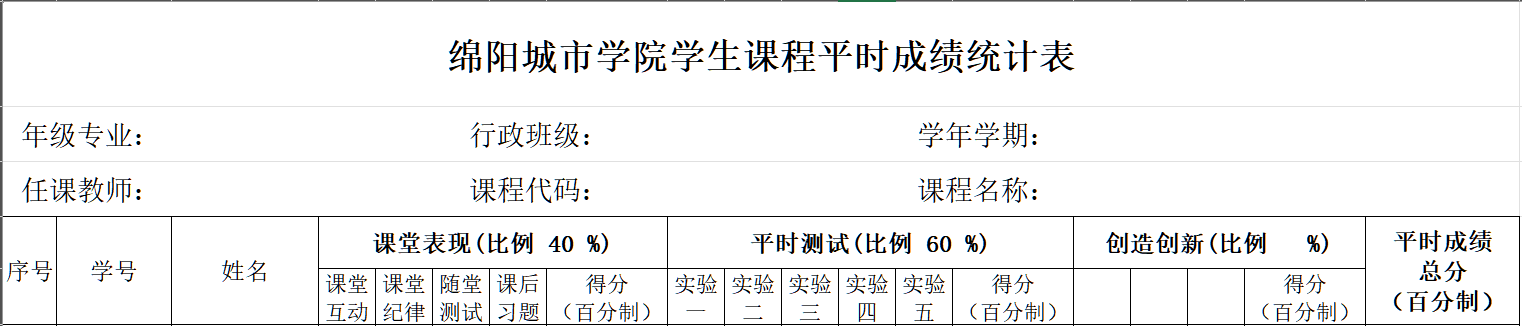 绵阳城市学院学生课程平时成绩统计表
年级专业： 行政班级： 学年学期：
任课教师： 课程代码： 课程名称：
序号 学号 姓名 课堂表现(比例 40 %) 平时测试(比例 60 %) 创造创新(比例 %) 平时成绩总分（百分制）
课堂互动 课堂纪律 随堂测试 课后习题 得分（百分制） 实验一 实验二 实验三 实验四 实验五 得分（百分制） 得分（百分制）